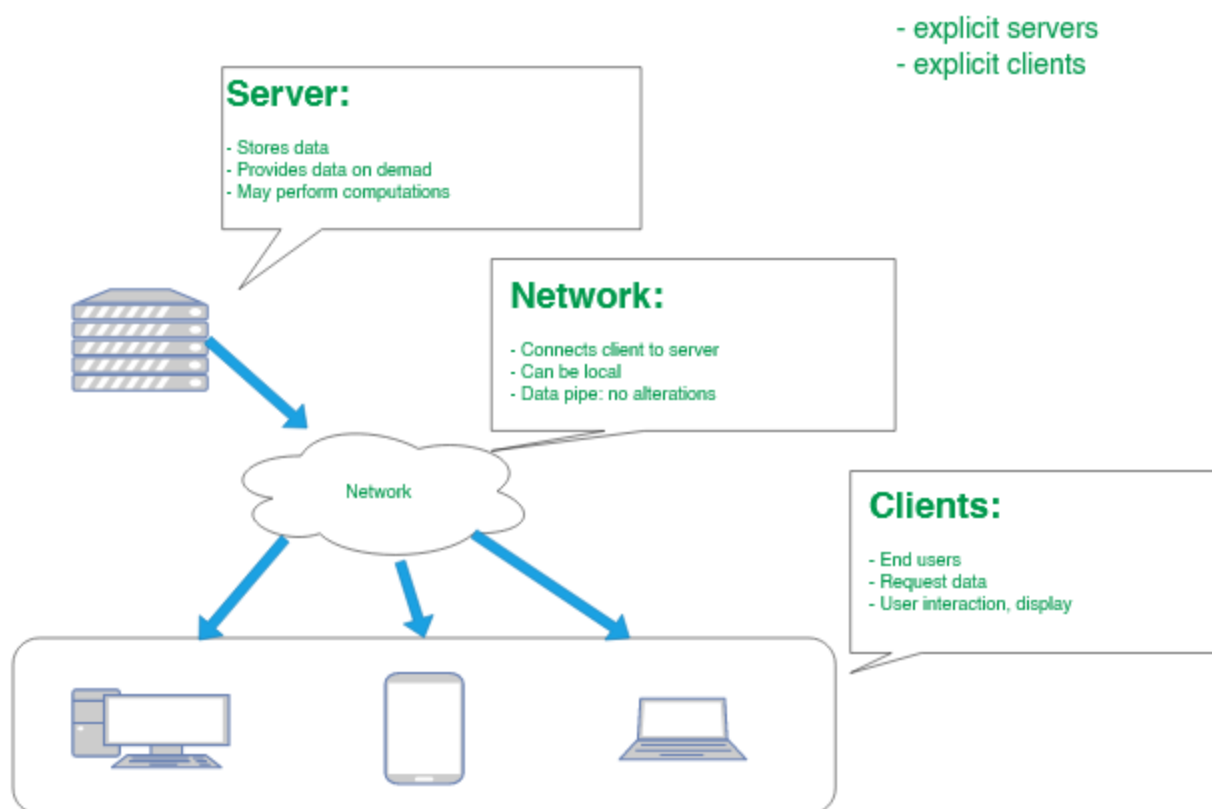 - explicit servers
- explicit clients
Server:
- Stores data
- Provides data on demad
- May perform computations
Network:
- Connects client to server
- Can be local
- Data pipe: no alterations
Network
Clients:
- End users
- Request data
- User interaction, display